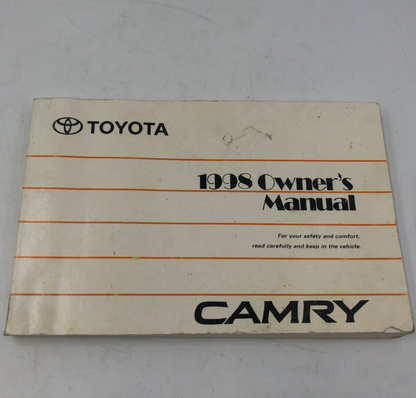 TOYOTA
1998 Owner's
Manual
For your safety and comfort,
read carefully and keep in the vehicle.
CAMRY